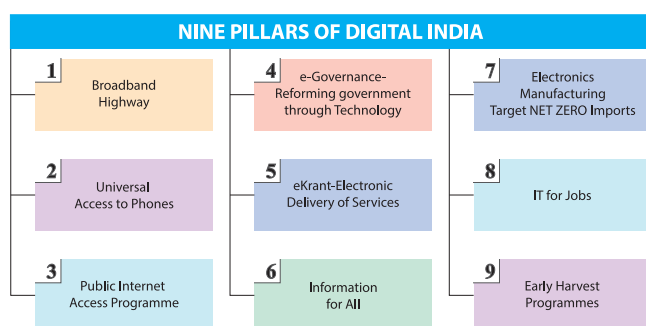 NINE PILLARS OF DIGITAL INDIA
1
Broadband
Highway
2
Universal
Access to Phones
3
Public Internet
Access Programme
4
e-Governance-
Reforming government
through Technology
5
eKrant-Electronic
Delivery of Services
6
Information
for All
7
Electronics
Manufacturing
Target NET ZERO Imports
8
IT for Jobs
9
Early Harvest
Programmes